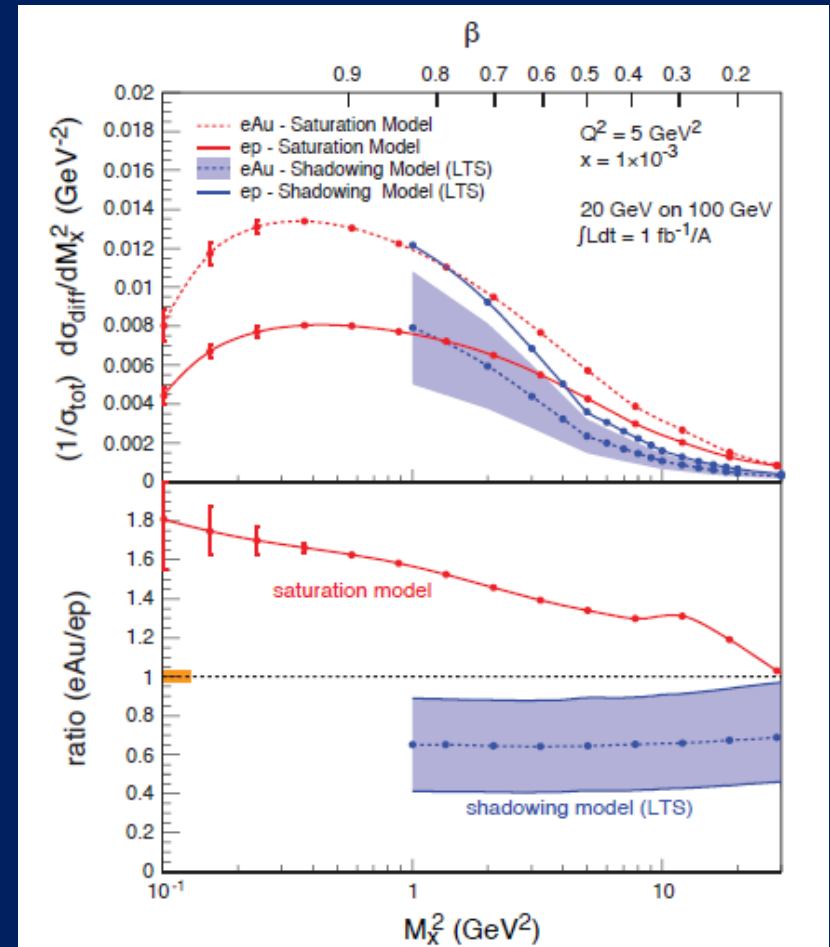 β
0.9 0.8 0.7 0.6 0.5 0.4 0.3 0.2
(1/σtot) dσdiff/dMx² (GeV⁻²)
0.02
0.018
0.016
0.014
0.012
0.01
0.008
0.006
0.004
0.002
0
eAu - Saturation Model
ep - Saturation Model
eAu - Shadowing Model (LTS)
ep - Shadowing Model (LTS)
Q² = 5 GeV²
x = 1×10⁻³
20 GeV on 100 GeV
∫Ldt = 1 fb⁻¹/A
ratio (eAu/ep)
1.8
1.6
1.4
1.2
1
0.8
0.6
0.4
0.2
0
saturation model
shadowing model (LTS)
10⁻¹ 1 10
Mx² (GeV²)